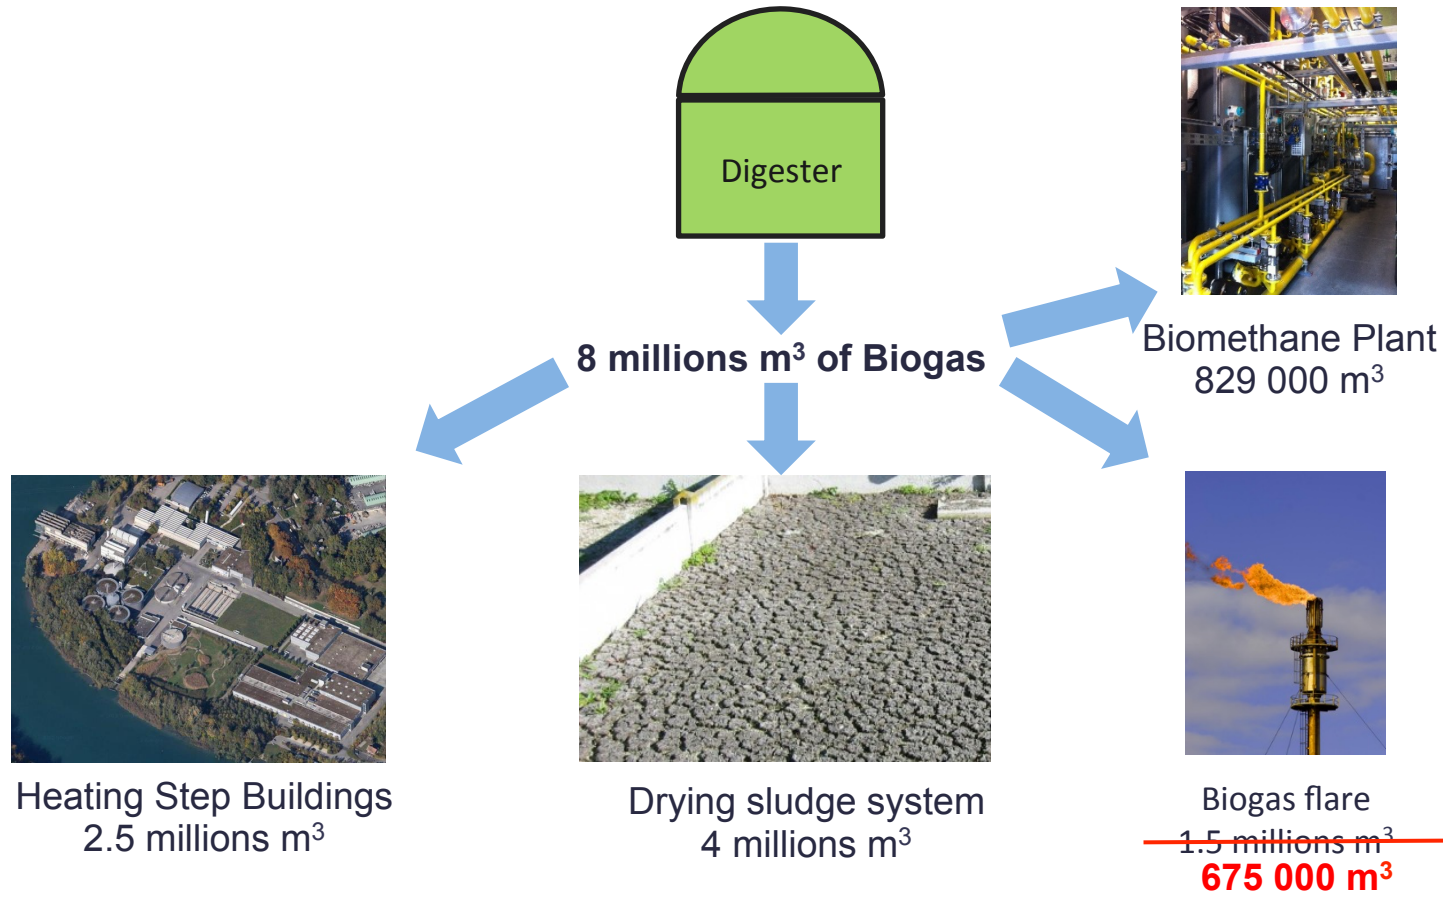 Digester
8 millions m³ of Biogas
Biomethane Plant
829 000 m³
Heating Step Buildings
2.5 millions m³
Drying sludge system
4 millions m³
Biogas flare
1.5 millions m³
675 000 m³